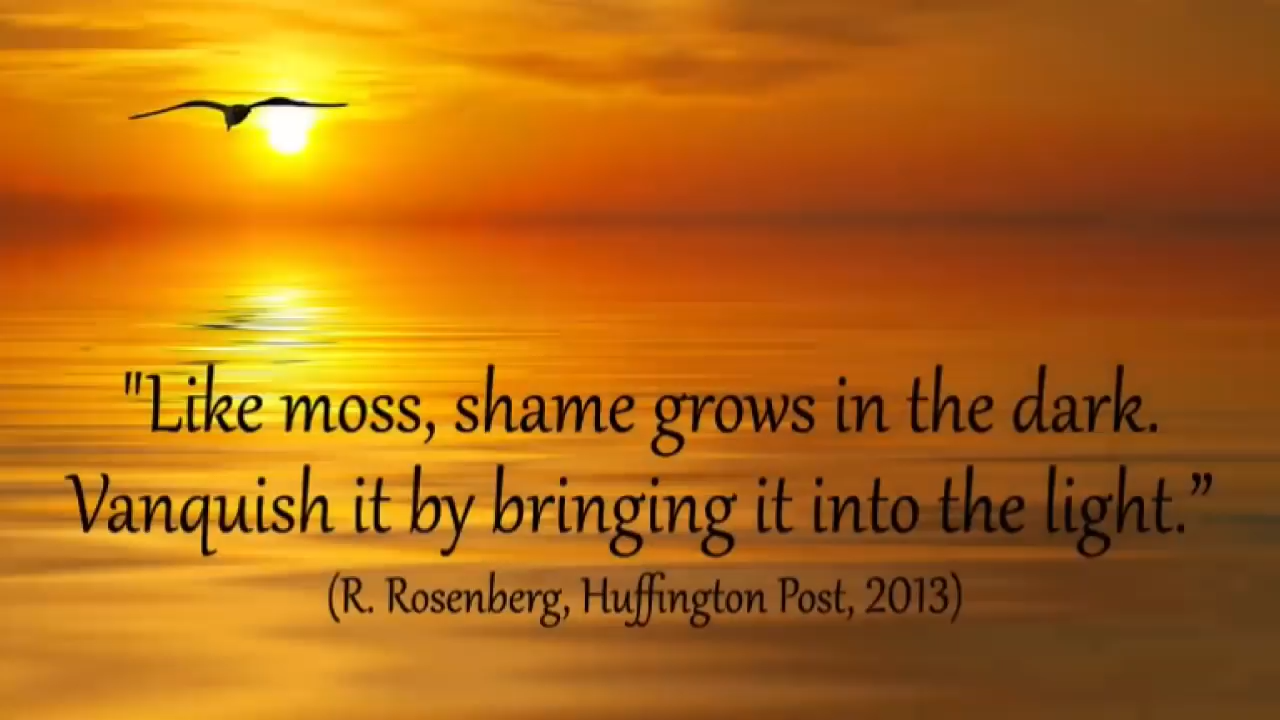 "Like moss, shame grows in the dark.
Vanquish it by bringing it into the light.”
(R. Rosenberg, Huffington Post, 2013)